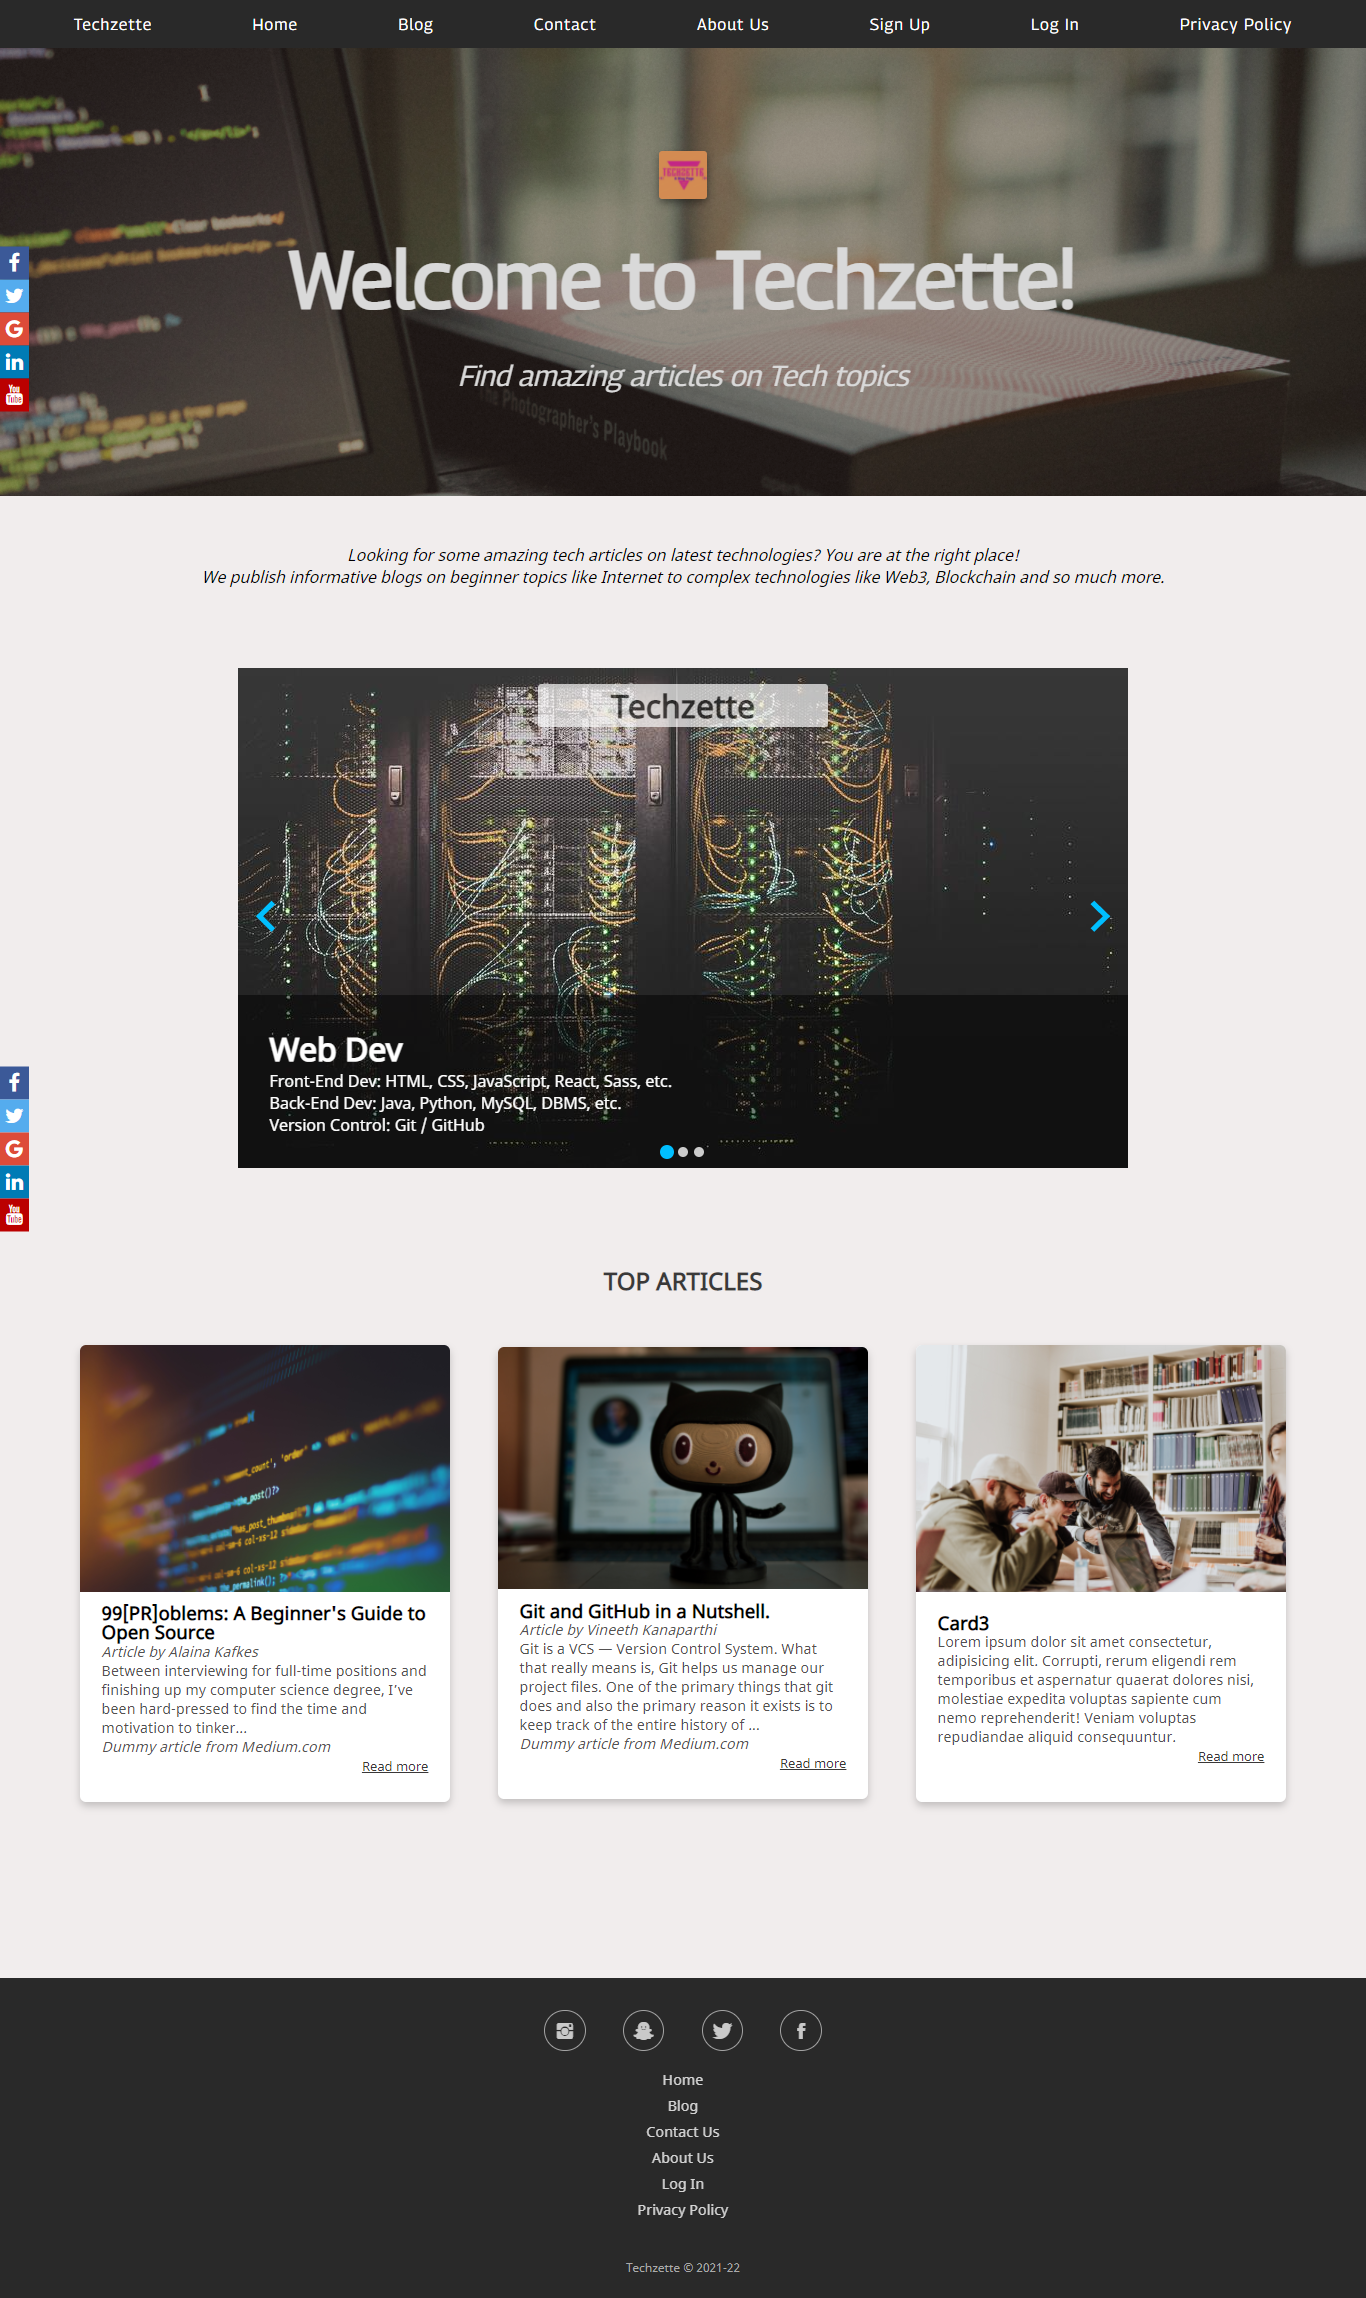 Techzette Home Blog Contact About Us Sign Up Log In Privacy Policy
TECHZETTE
Welcome to Techzette!
Find amazing articles on Tech topics
The Photographer's Playbook
Looking for some amazing tech articles on latest technologies? You are at the right place!
We publish informative blogs on beginner topics like Internet to complex technologies like Web3, Blockchain and so much more.
Techzette
Web Dev
Front-End Dev: HTML, CSS, JavaScript, React, Sass, etc.
Back-End Dev: Java, Python, MySQL, DBMS, etc.
Version Control: Git / GitHub
You
Tube
You
Tube
TOP ARTICLES
99[PR]oblems: A Beginner's Guide to
Open Source
Article by Alaina Kafkes
Between interviewing for full-time positions and
finishing up my computer science degree, I've
been hard-pressed to find the time and
motivation to tinker...
Dummy article from Medium.com
Read more
Git and GitHub in a Nutshell.
Article by Vineeth Kanaparthi
Git is a VCS — Version Control System. What
that really means is, Git helps us manage our
project files. One of the primary things that git
does and also the primary reason it exists is to
keep track of the entire history of ...
Dummy article from Medium.com
Read more
Card3
Lorem ipsum dolor sit amet consectetur,
adipisicing elit. Corrupti, rerum eligendi rem
temporibus et aspernatur quaerat dolores nisi,
molestiae expedita voluptas sapiente cum
nemo reprehenderit! Veniam voluptas
repudiandae aliquid consequuntur.
Read more
Home
Blog
Contact Us
About Us
Log In
Privacy Policy
Techzette © 2021-22